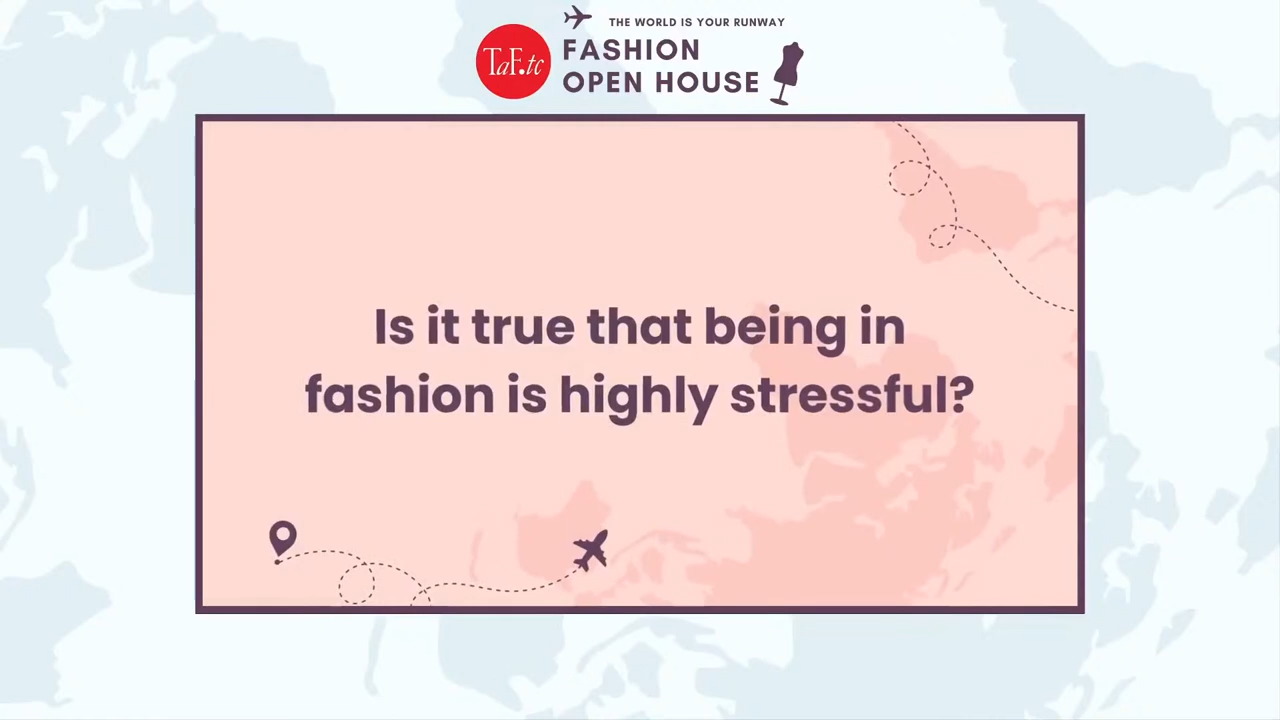 THE WORLD IS YOUR RUNWAY
TaF.tc
FASHION
OPEN HOUSE
Is it true that being in
fashion is highly stressful?